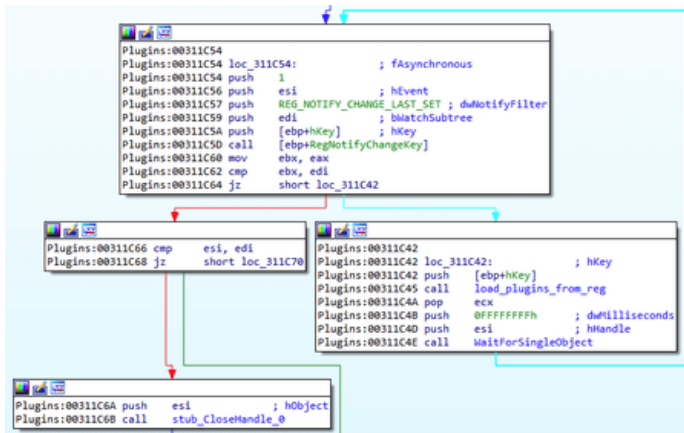 Plugins:00311C54
Plugins:00311C54 loc_311C54: ; fAsynchronous
Plugins:00311C54 push 1
Plugins:00311C56 push esi ; hEvent
Plugins:00311C57 push REG_NOTIFY_CHANGE_LAST_SET ; dwNotifyFilter
Plugins:00311C59 push edi ; bWatchSubtree
Plugins:00311C5A push [ebp+hKey] ; hKey
Plugins:00311C5D call [ebp+RegNotifyChangeKey]
Plugins:00311C60 mov ebx, eax
Plugins:00311C62 cmp ebx, edi
Plugins:00311C64 jz short loc_311C42
Plugins:00311C66 cmp esi, edi
Plugins:00311C68 jz short loc_311C70
Plugins:00311C42
Plugins:00311C42 loc_311C42: ; hKey
Plugins:00311C42 push [ebp+hKey]
Plugins:00311C45 call load_plugins_from_reg
Plugins:00311C4A pop ecx
Plugins:00311C4B push 0FFFFFFFFh ; dwMilliseconds
Plugins:00311C4D push esi ; hHandle
Plugins:00311C4E call WaitForSingleObject
Plugins:00311C6A push esi ; hObject
Plugins:00311C6B call stub_CloseHandle_0